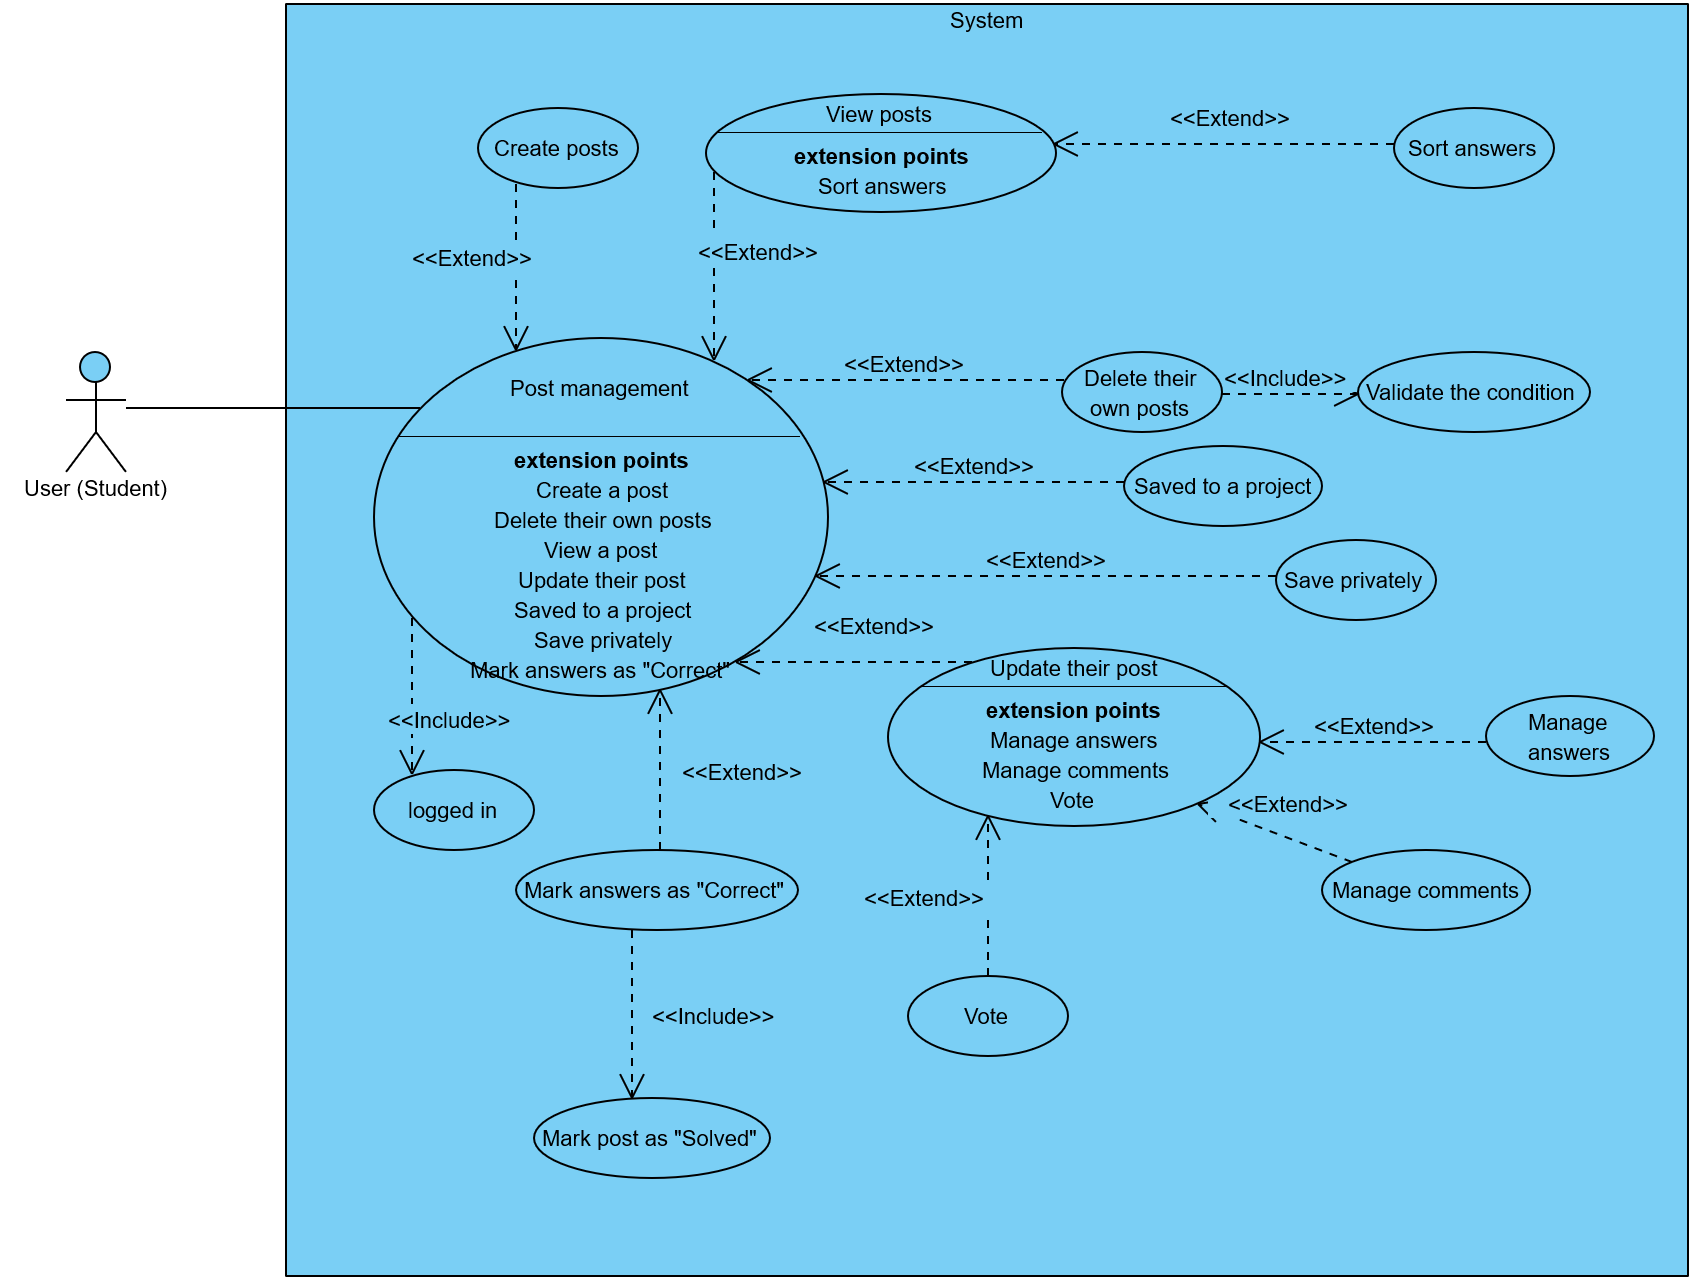 System
Create posts
View posts
extension points
Sort answers
<<Extend>>
Sort answers
<<Extend>>
<<Extend>>
User (Student)
Post management
extension points
Create a post
Delete their own posts
View a post
Update their post
Saved to a project
Save privately
Mark answers as "Correct"
<<Extend>>
Delete their
own posts
<<Include>>
Validate the condition
<<Extend>>
Saved to a project
<<Extend>>
Save privately
<<Extend>>
Update their post
extension points
Manage answers
Manage comments
Vote
<<Extend>>
Manage
answers
<<Extend>>
Manage comments
<<Include>>
logged in
<<Extend>>
Mark answers as "Correct"
<<Extend>>
Vote
<<Include>>
Mark post as "Solved"